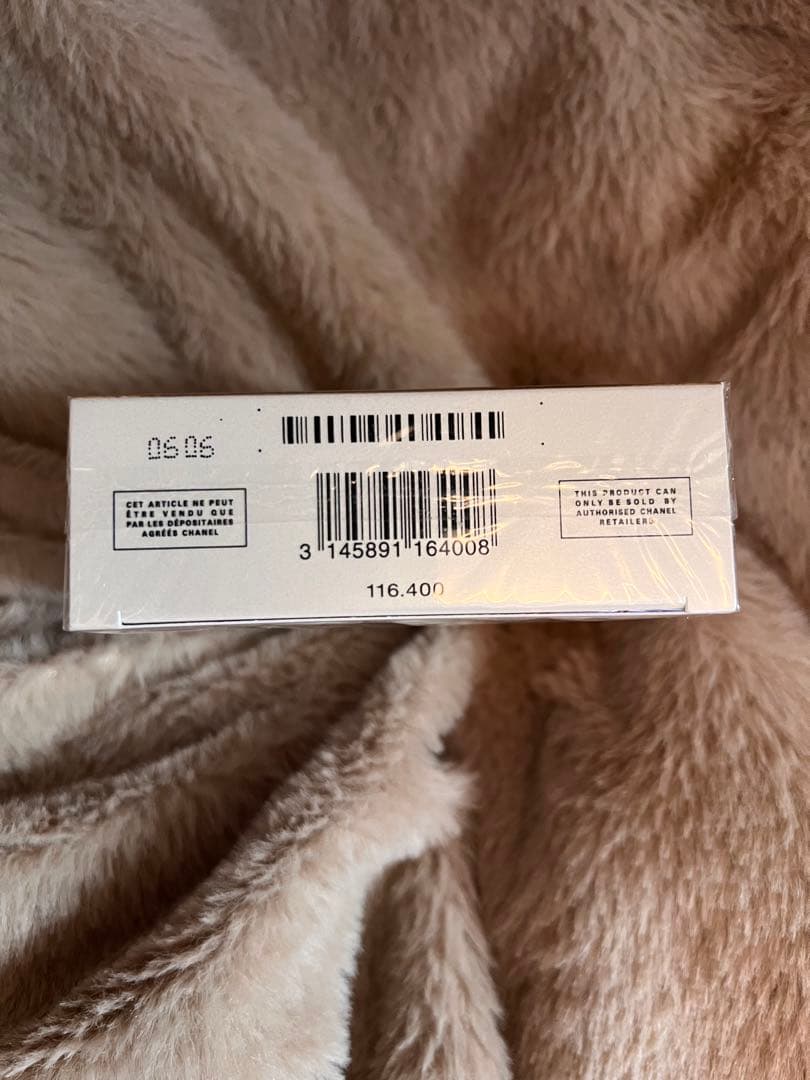 0606
CET ARTICLE NE PEUT
ÊTRE VENDU QUE
PAR LES DÉPOSITAIRES
AGRÉÉS CHANEL
THIS PRODUCT CAN
ONLY BE SOLD BY
AUTHORISED CHANEL
RETAILERS
3 145891 164008
116.400